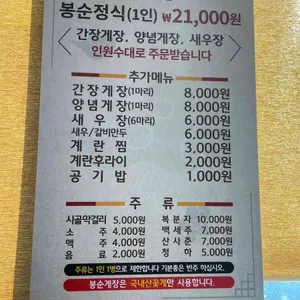 봉순정식(1인) ₩21,000원
간장게장, 양념게장, 새우장
인원수대로 주문받습니다
추가메뉴
간장게장(1마리) 8,000원
양념게장(1마리) 8,000원
새우장(6마리) 6,000원
새우/갈비만두 6,000원
계란찜 3,000원
계란후라이 2,000원
공기밥 1,000원
주류
사골막걸리 5,000원 복분자 10,000원
소주 4,000원 백세주 7,000원
맥주 4,000원 산사춘 7,000원
음료 2,000원 청하 5,000원
주류는 1인 1병으로 제한합니다 기분좋은 반주 하십시오.
봉순게장은 국내산꽃게만 사용합니다.